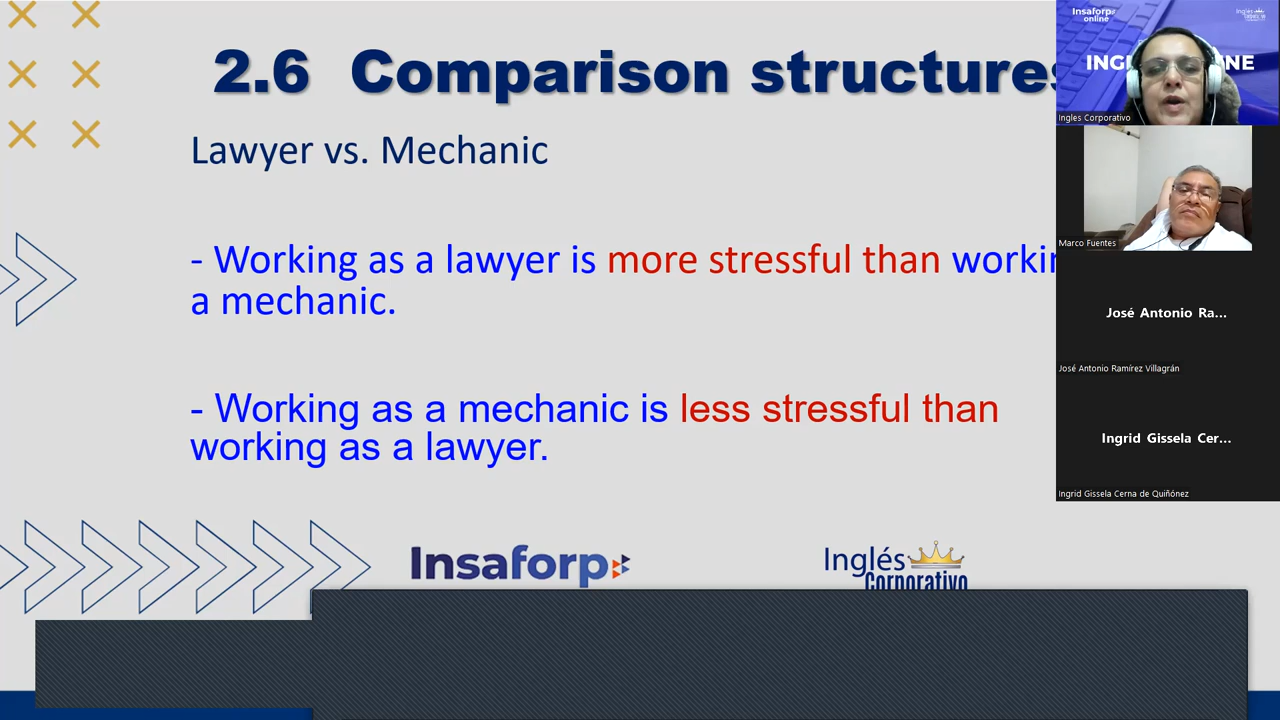 2.6 Comparison structures
Lawyer vs. Mechanic
- Working as a lawyer is more stressful than
a mechanic.
- Working as a mechanic is less stressful than
working as a lawyer.
Insaforp
Inglés
Corporativo
Insaforp
online
Ingles Corporativo
Marco Fuentes
José Antonio Ra...
José Antonio Ramírez Villagrán
Ingrid Gissela Cer...
Ingrid Gissela Cerna de Quiñónez